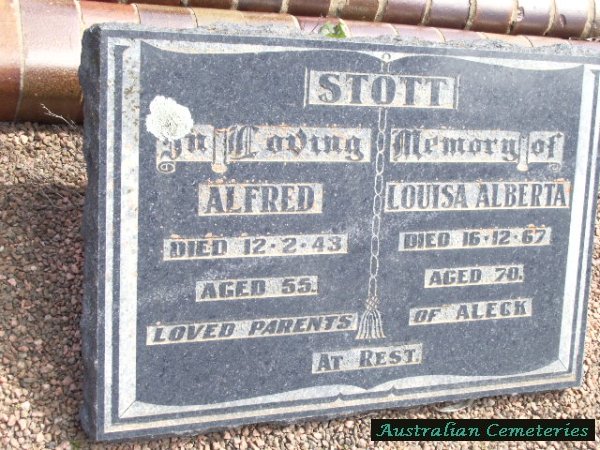 STOTT
In Loving Memory of
ALFRED LOUISA ALBERTA
DIED 12·2·43 DIED 16·12·67
AGED 55. AGED 70.
LOVED PARENTS OF ALECK
AT REST.
Australian Cemeteries